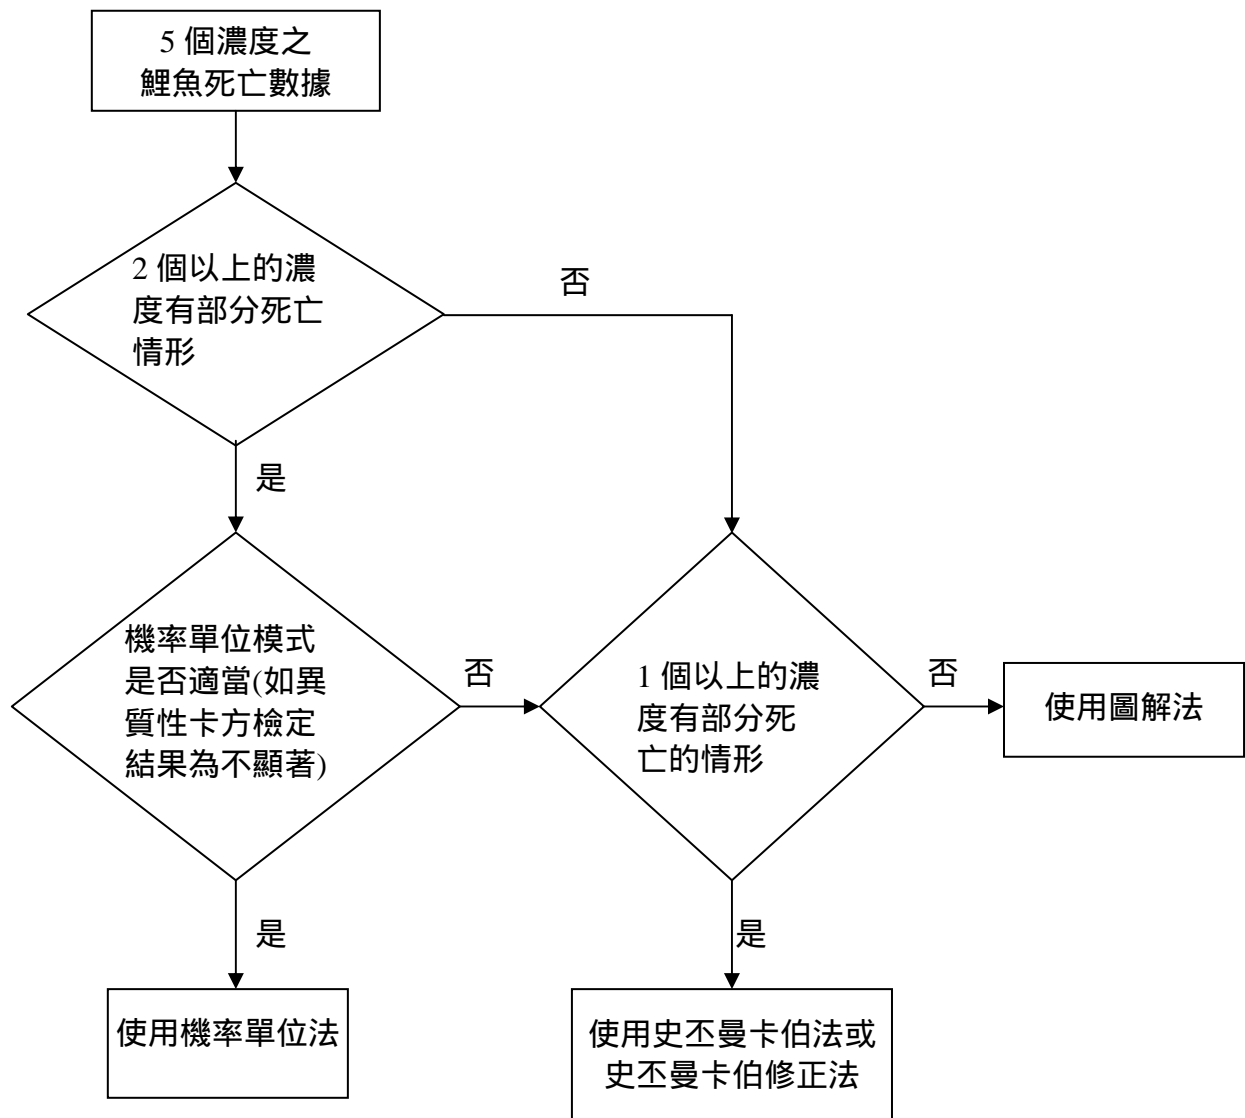 5 個濃度之
鯉魚死亡數據
2 個以上的濃
度有部分死亡
情形
否
是
機率單位模式
是否適當(如異
質性卡方檢定
結果為不顯著)
否
1 個以上的濃
度有部分死
亡的情形
否
使用圖解法
是
是
使用機率單位法
使用史丕曼卡伯法或
史丕曼卡伯修正法